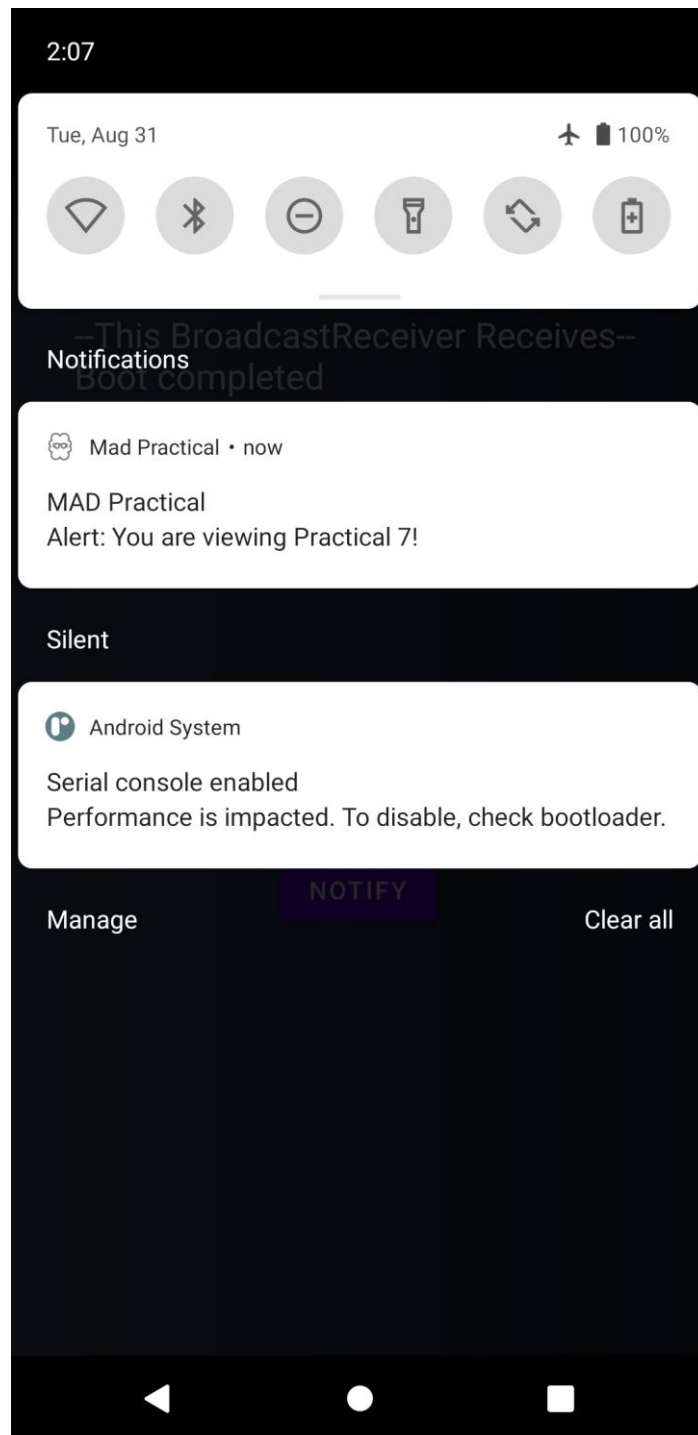 2:07
Tue, Aug 31
100%
--This BroadcastReceiver Receives--
Boot completed
Notifications
Mad Practical • now
MAD Practical
Alert: You are viewing Practical 7!
Silent
Android System
Serial console enabled
Performance is impacted. To disable, check bootloader.
NOTIFY
Manage
Clear all